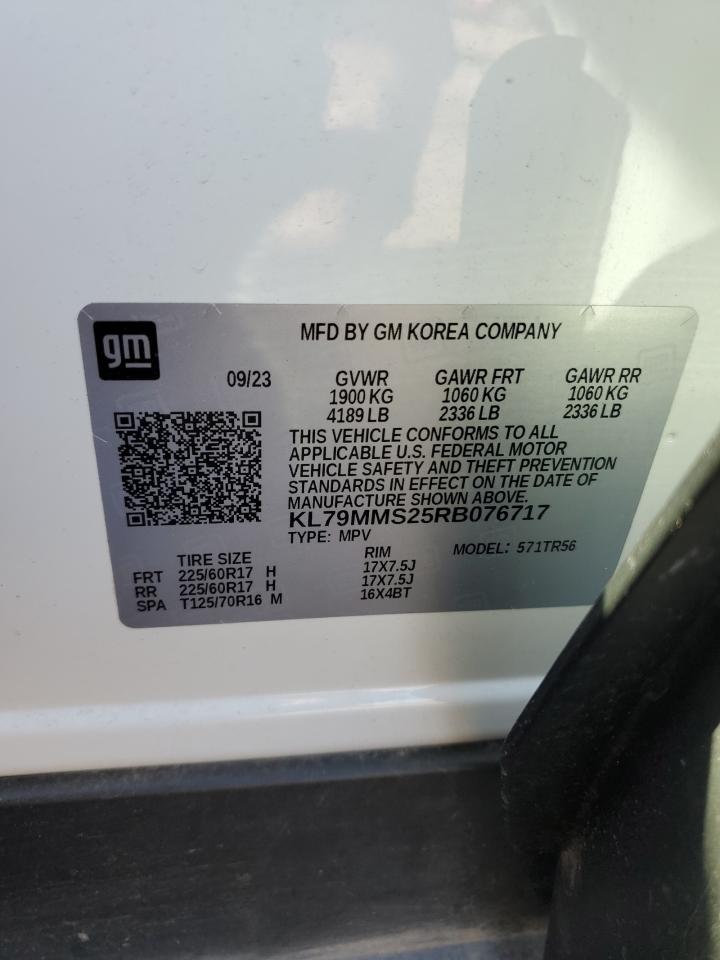 gm
MFD BY GM KOREA COMPANY
09/23 GVWR GAWR FRT GAWR RR
1900 KG 1060 KG 1060 KG
4189 LB 2336 LB 2336 LB
THIS VEHICLE CONFORMS TO ALL
APPLICABLE U.S. FEDERAL MOTOR
VEHICLE SAFETY AND THEFT PREVENTION
STANDARDS IN EFFECT ON THE DATE OF
MANUFACTURE SHOWN ABOVE.
KL79MMS25RB076717
TYPE: MPV MODEL: 571TR56
TIRE SIZE RIM
FRT 225/60R17 H 17X7.5J
RR 225/60R17 H 17X7.5J
SPA T125/70R16 M 16X4BT